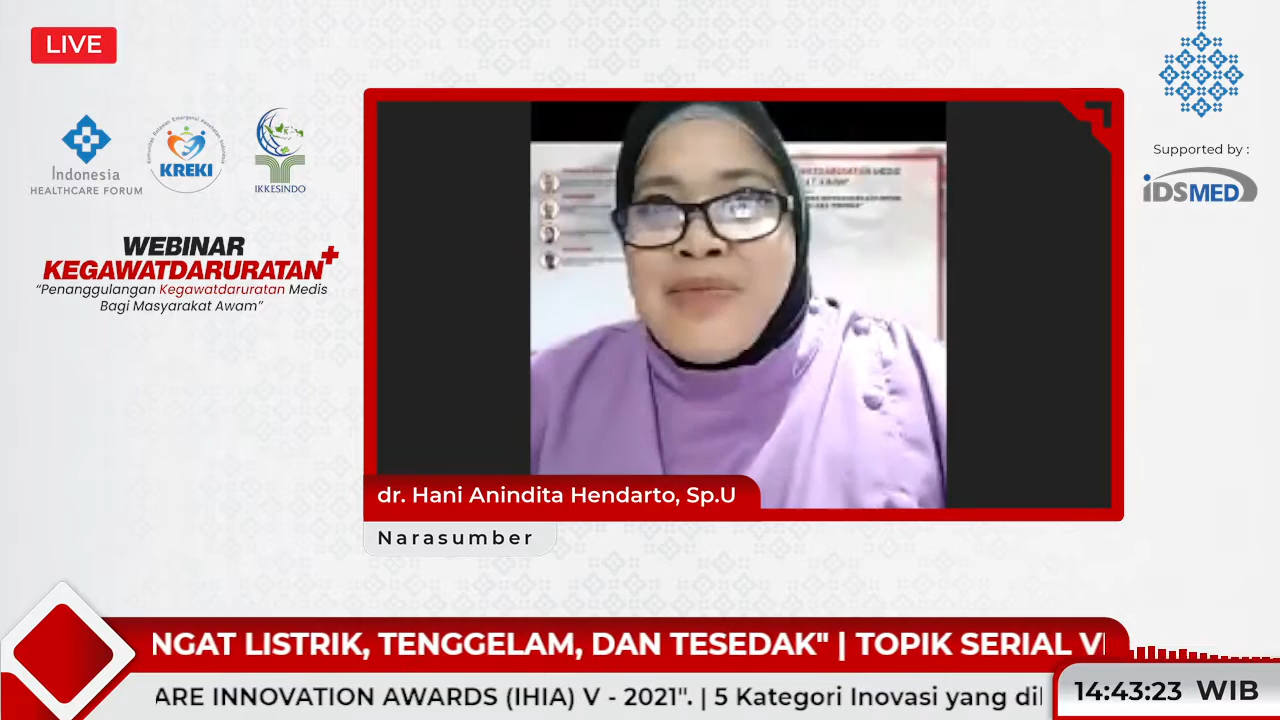 LIVE
Indonesia
HEALTHCARE FORUM
KREKI
IKKESINDO
WEBINAR
KEGAWATDARURATAN+
“Penanggulangan Kegawatdaruratan Medis
Bagi Masyarakat Awam”
Supported by :
iDSMED
dr. Hani Anindita Hendarto, Sp.U
Narasumber
NGAT LISTRIK, TENGGELAM, DAN TESEDAK" | TOPIK SERIAL VI
ARE INNOVATION AWARDS (IHIA) V - 2021". | 5 Kategori Inovasi yang dil
14:43:23 WIB